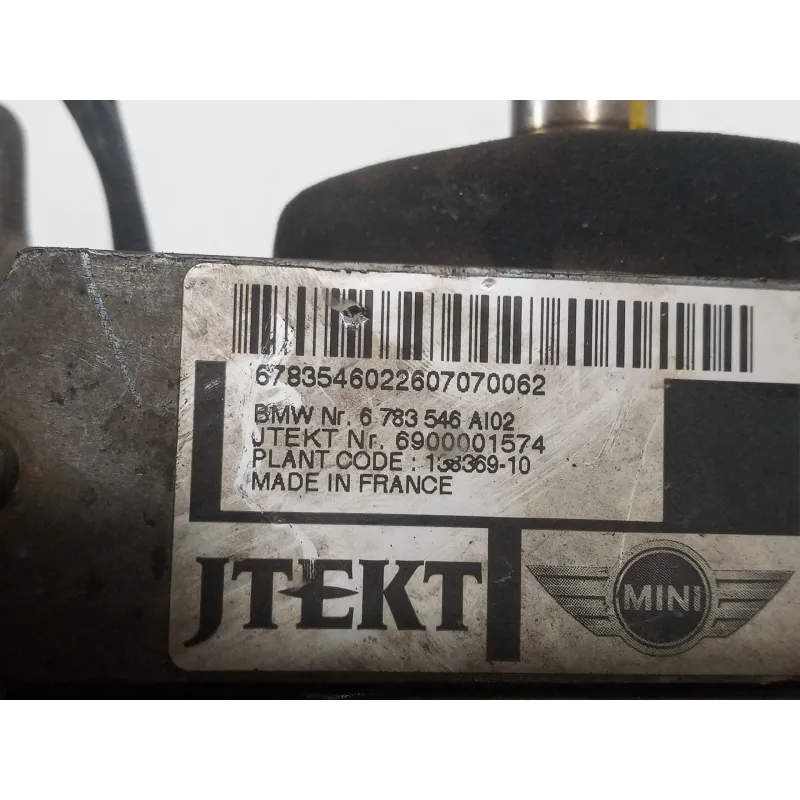 6783546022607070062
BMW Nr. 6 783 546 AI02
JTEKT Nr. 6900001574
PLANT CODE : 138369-10
MADE IN FRANCE
JTEKT
MINI